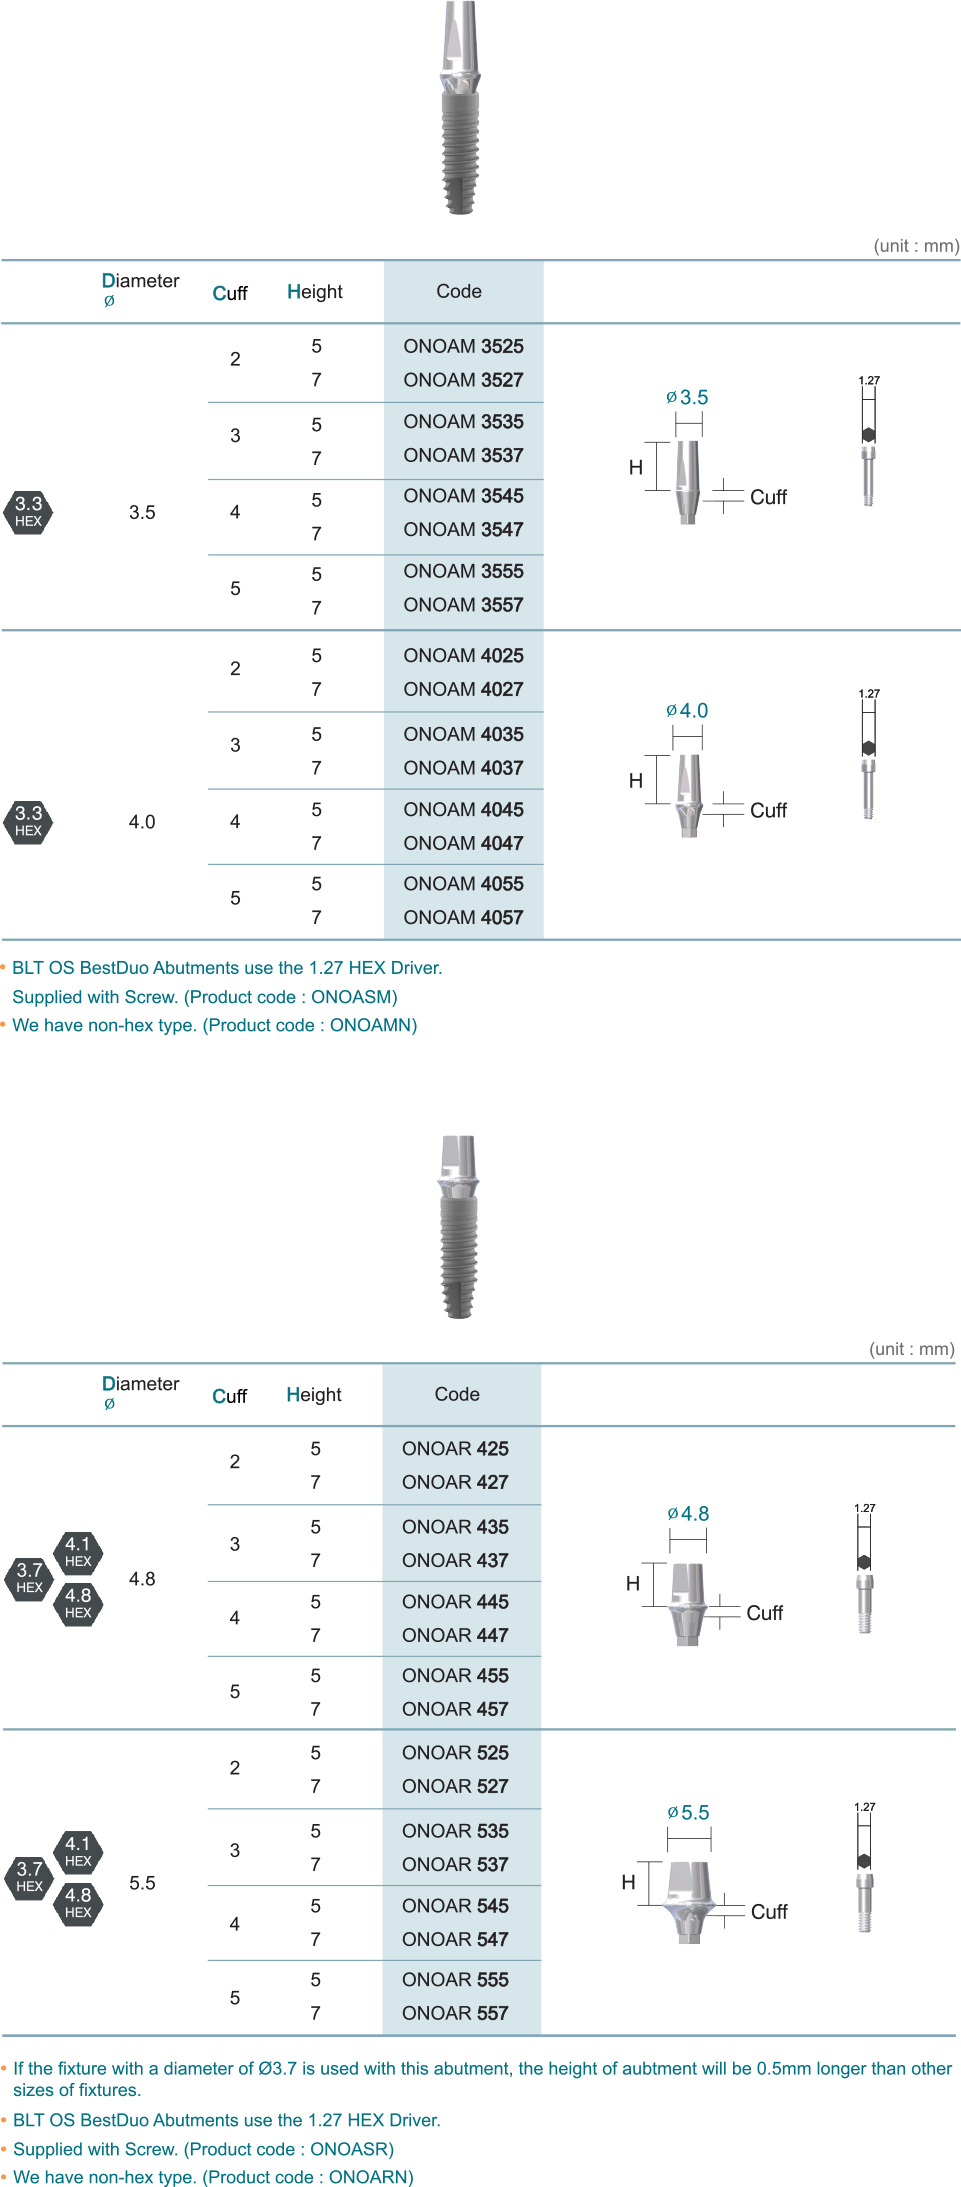 (unit : mm)
Diameter
Ø
Cuff
Height
Code
3.3
HEX
3.5
2
5
ONOAM 3525
7
ONOAM 3527
3
5
ONOAM 3535
7
ONOAM 3537
4
5
ONOAM 3545
7
ONOAM 3547
5
5
ONOAM 3555
7
ONOAM 3557
ø3.5
H
Cuff
1.27
3.3
HEX
4.0
2
5
ONOAM 4025
7
ONOAM 4027
3
5
ONOAM 4035
7
ONOAM 4037
4
5
ONOAM 4045
7
ONOAM 4047
5
5
ONOAM 4055
7
ONOAM 4057
ø4.0
H
Cuff
1.27
• BLT OS BestDuo Abutments use the 1.27 HEX Driver.
Supplied with Screw. (Product code : ONOASM)
• We have non-hex type. (Product code : ONOAMN)
(unit : mm)
Diameter
Ø
Cuff
Height
Code
4.1
HEX
3.7
HEX
4.8
HEX
4.8
2
5
ONOAR 425
7
ONOAR 427
3
5
ONOAR 435
7
ONOAR 437
4
5
ONOAR 445
7
ONOAR 447
5
5
ONOAR 455
7
ONOAR 457
ø4.8
H
Cuff
1.27
4.1
HEX
3.7
HEX
4.8
HEX
5.5
2
5
ONOAR 525
7
ONOAR 527
3
5
ONOAR 535
7
ONOAR 537
4
5
ONOAR 545
7
ONOAR 547
5
5
ONOAR 555
7
ONOAR 557
ø5.5
H
Cuff
1.27
• If the fixture with a diameter of Ø3.7 is used with this abutment, the height of aubtment will be 0.5mm longer than other
sizes of fixtures.
• BLT OS BestDuo Abutments use the 1.27 HEX Driver.
• Supplied with Screw. (Product code : ONOASR)
• We have non-hex type. (Product code : ONOARN)